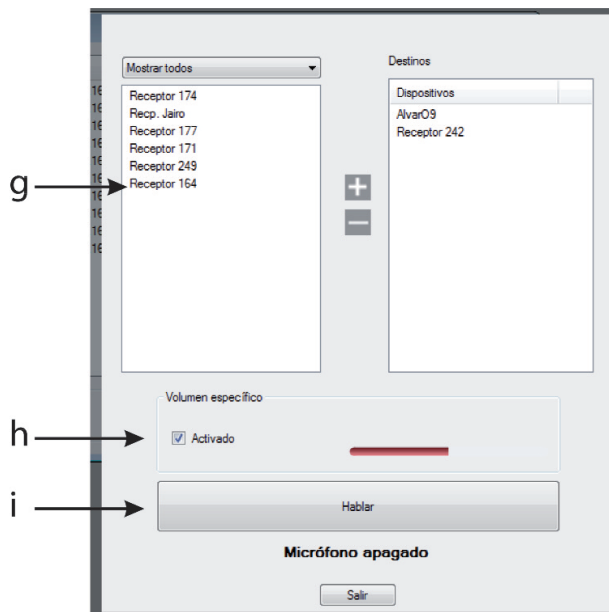 Mostrar todos
Receptor 174
Recp. Jairo
Receptor 177
Receptor 171
Receptor 249
Receptor 164
Destinos
Dispositivos
AlvarO9
Receptor 242
g
Volumen específico
h
Activado
i
Hablar
Micrófono apagado
Salir